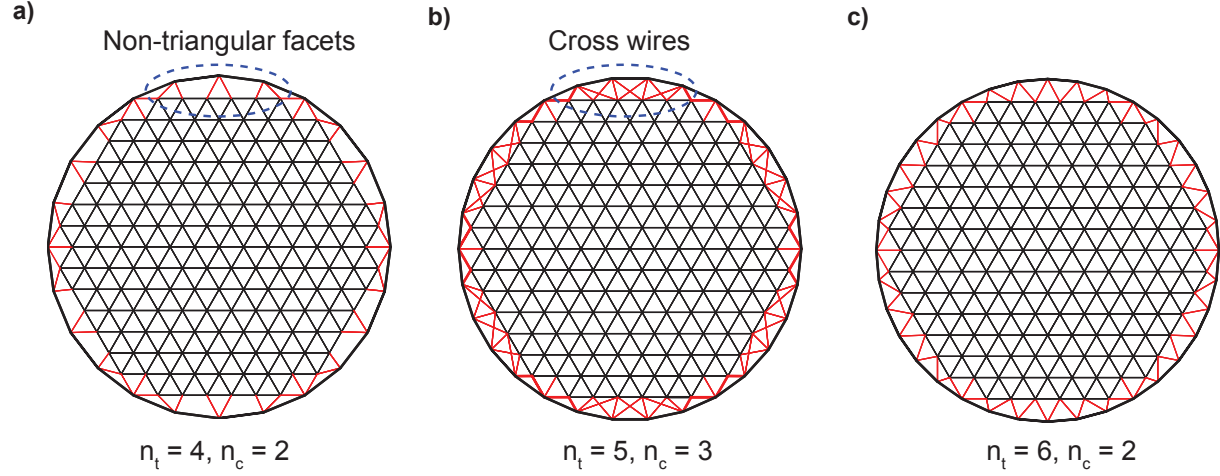 a)
Non-triangular facets
n_t = 4, n_c = 2
b)
Cross wires
n_t = 5, n_c = 3
c)
n_t = 6, n_c = 2